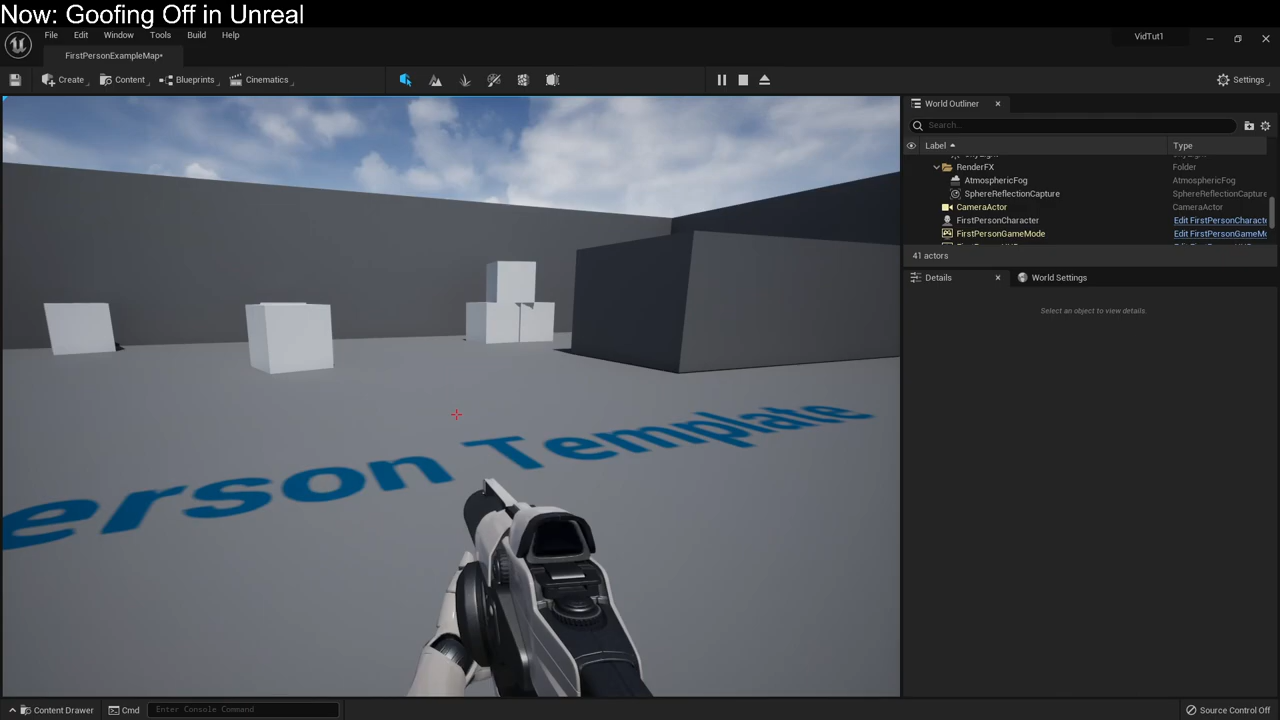 Now: Goofing Off in Unreal
File Edit Window Tools Build Help
VidTut1
FirstPersonExampleMap•
Create Content Blueprints Cinematics Settings
World Outliner
Search...
Label Type
RenderFX Folder
AtmosphericFog AtmosphericFog
SphereReflectionCapture SphereReflectionCapture
CameraActor CameraActor
FirstPersonCharacter Edit FirstPersonCharact
FirstPersonGameMode Edit FirstPersonGameM
41 actors
Details World Settings
Select an object to view details.
erson Template
Content Drawer Cmd Enter Console Command Source Control Off